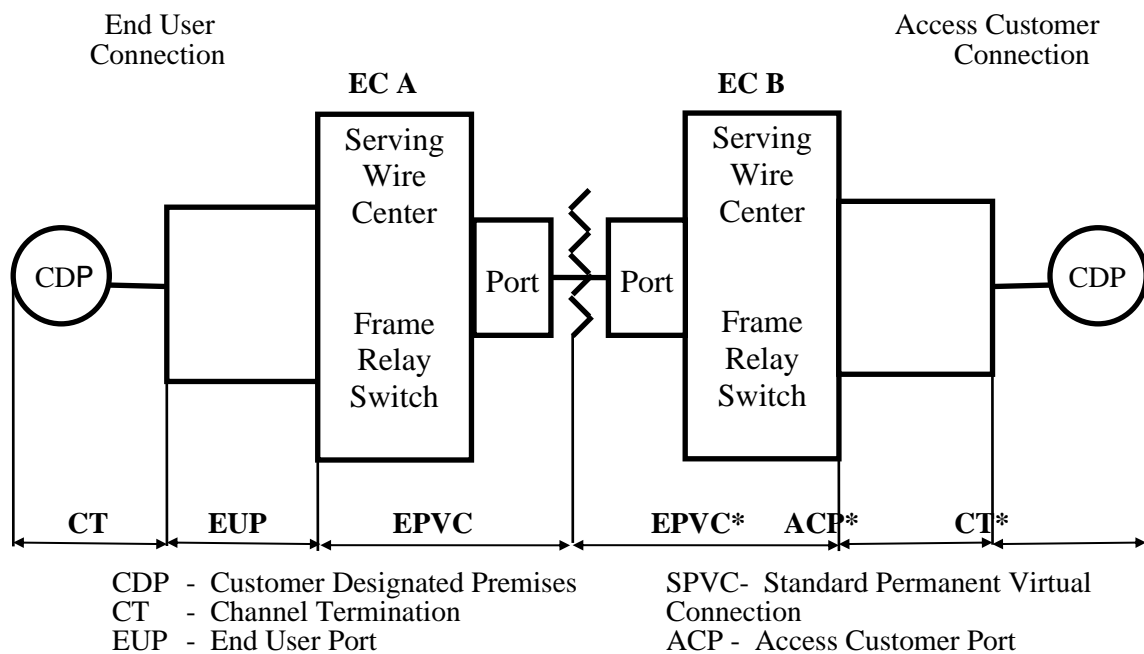 End User
Connection
Access Customer
Connection
EC A
EC B
Serving
Wire
Center
Frame
Relay
Switch
Port
Port
Serving
Wire
Center
Frame
Relay
Switch
CDP
CDP
CT
EUP
EPVC
EPVC*
ACP*
CT*
CDP - Customer Designated Premises
CT - Channel Termination
EUP - End User Port
SPVC- Standard Permanent Virtual
Connection
ACP - Access Customer Port